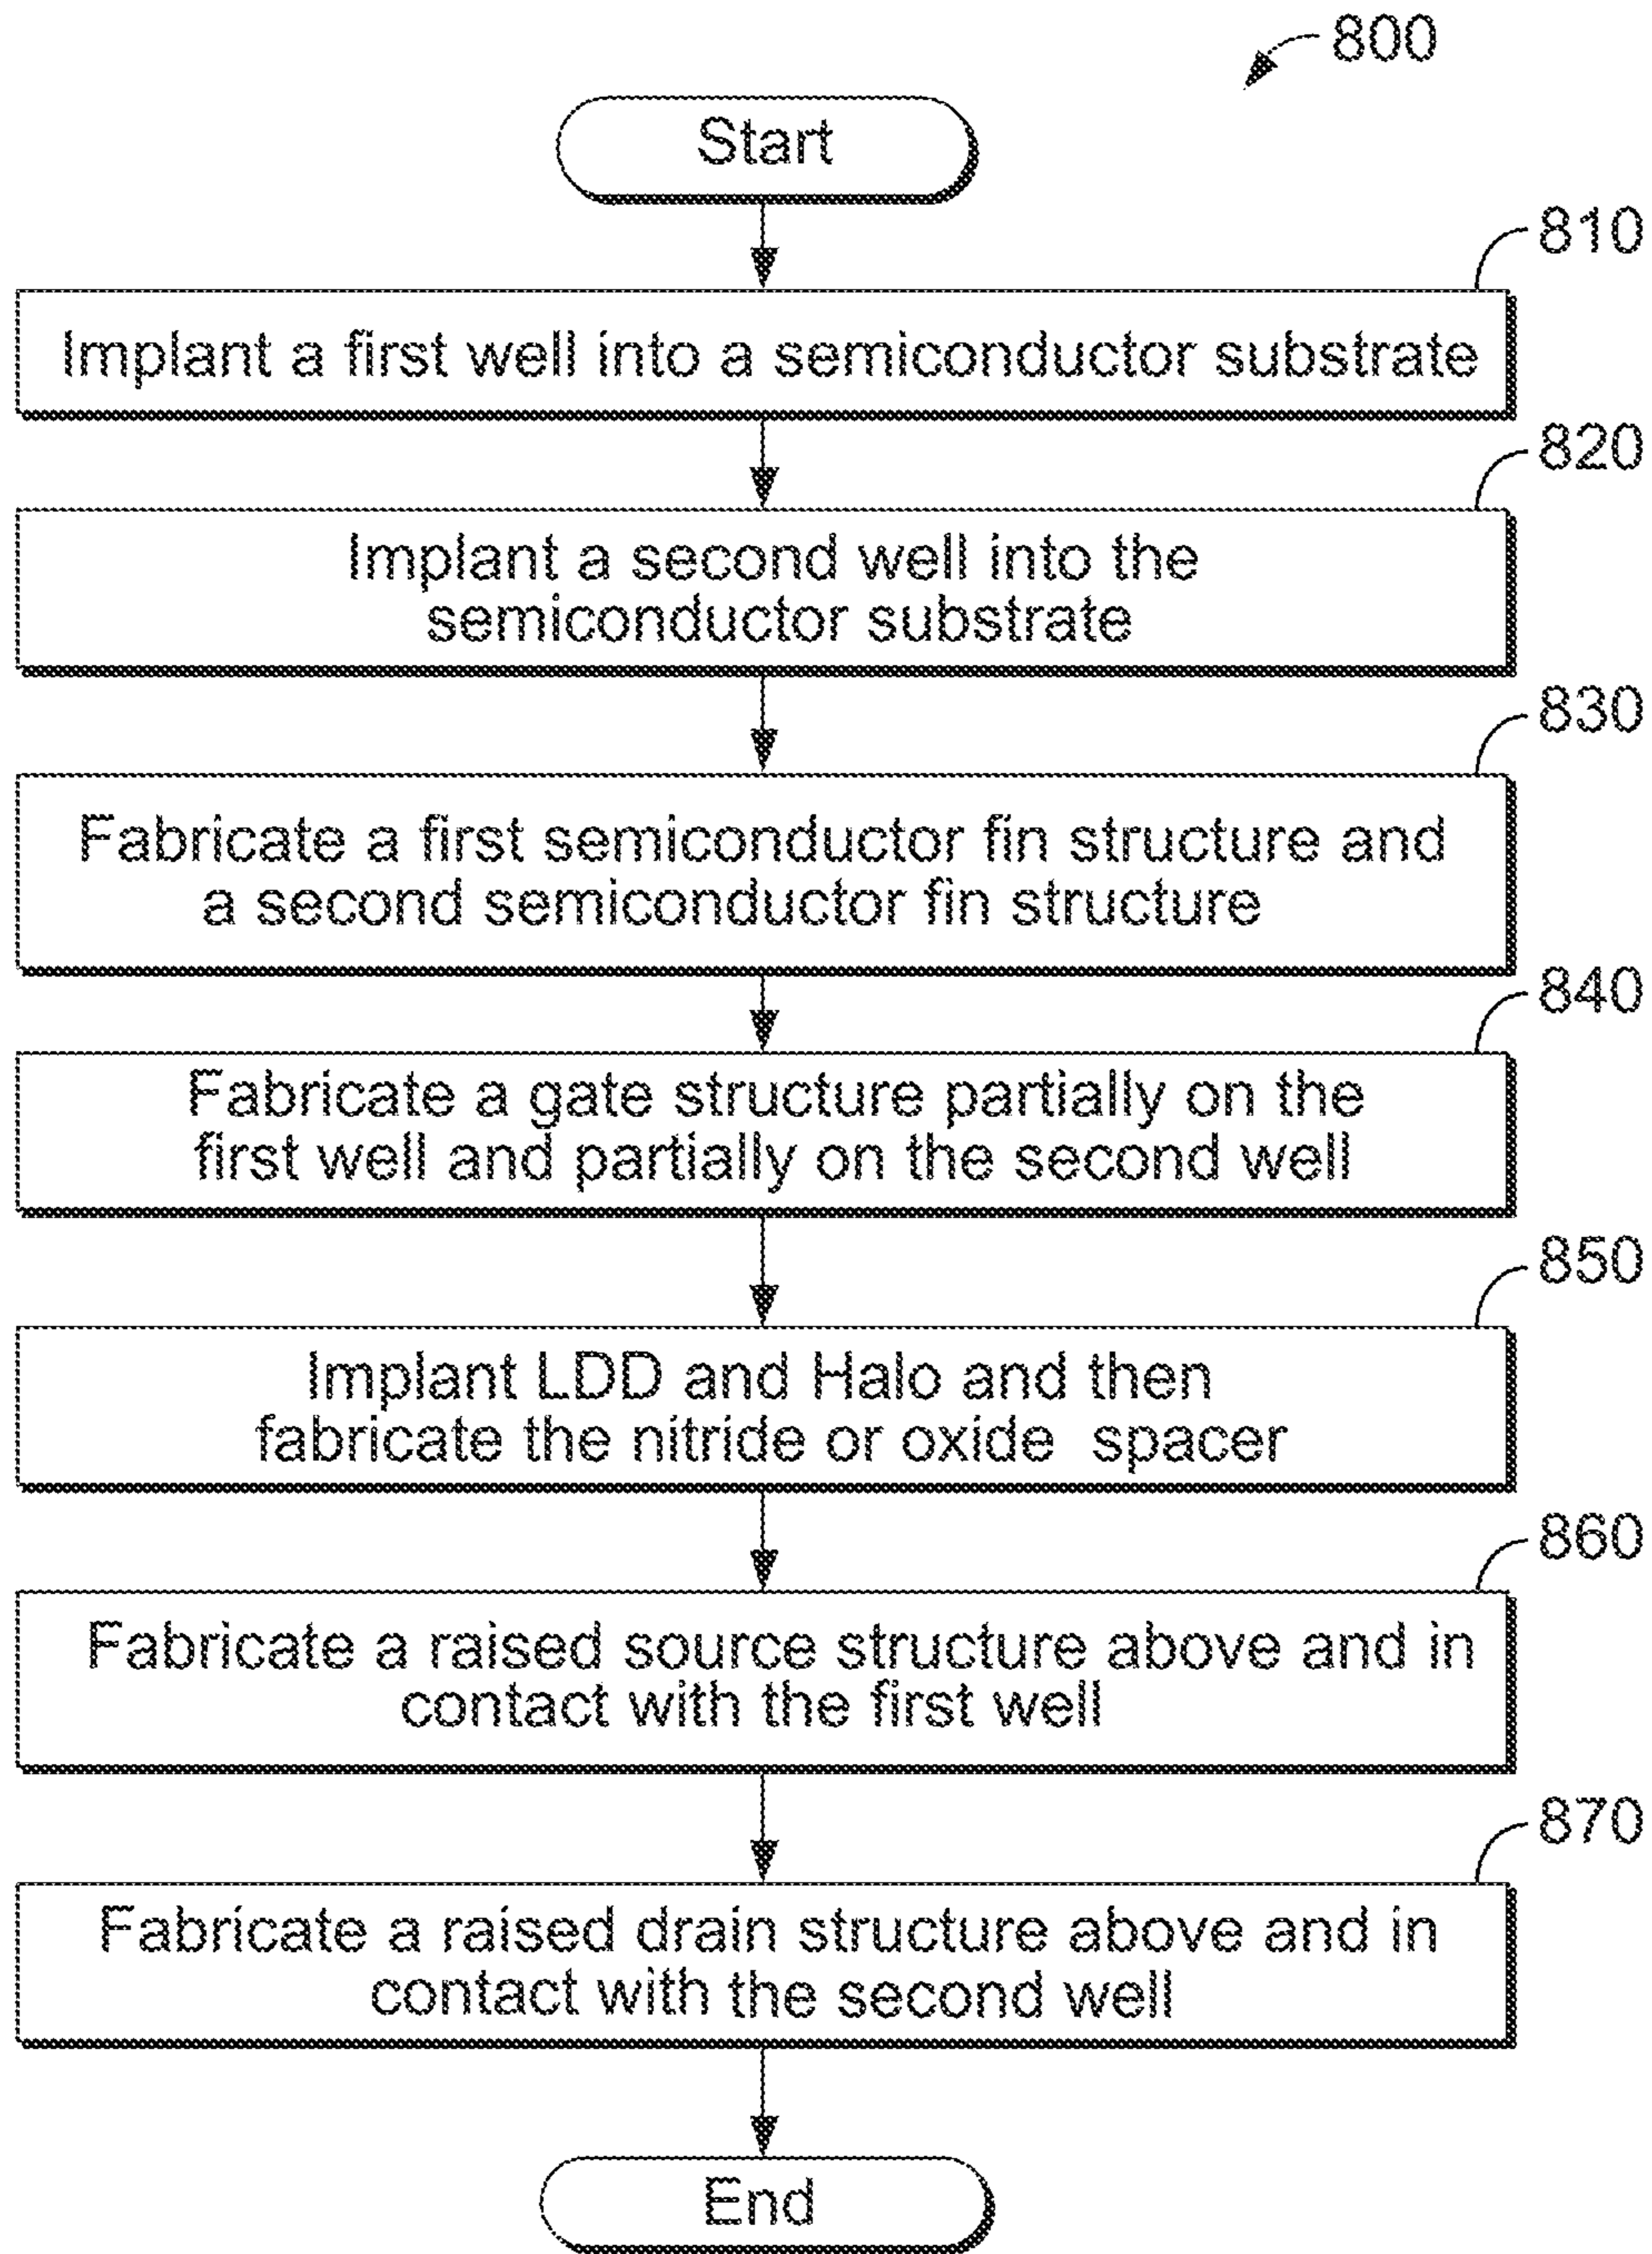 800
Start
810
Implant a first well into a semiconductor substrate
820
Implant a second well into the
semiconductor substrate
830
Fabricate a first semiconductor fin structure and
a second semiconductor fin structure
840
Fabricate a gate structure partially on the
first well and partially on the second well
850
Implant LDD and Halo and then
fabricate the nitride or oxide spacer
860
Fabricate a raised source structure above and in
contact with the first well
870
Fabricate a raised drain structure above and in
contact with the second well
End